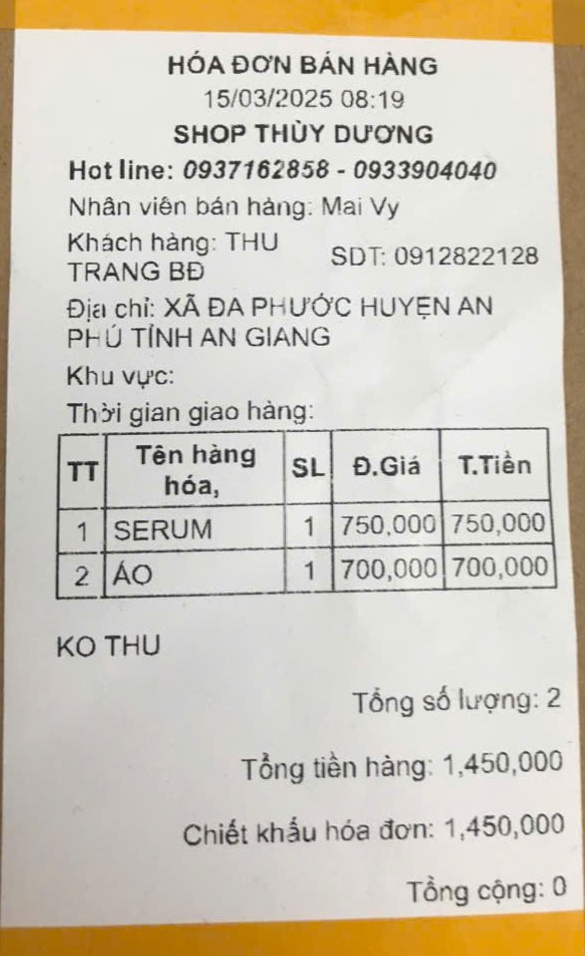 HÓA ĐƠN BÁN HÀNG
15/03/2025 08:19
SHOP THÙY DƯƠNG
Hot line: 0937162858 - 0933904040
Nhân viên bán hàng: Mai Vy
Khách hàng: THU TRANG BĐ
SDT: 0912822128
Địa chỉ: XÃ ĐA PHƯỚC HUYỆN AN
PHÚ TỈNH AN GIANG
Khu vực:
Thời gian giao hàng:
TT Tên hàng hóa, SL Đ.Giá T.Tiền
1 SERUM 1 750,000 750,000
2 ÁO 1 700,000 700,000
KO THU
Tổng số lượng: 2
Tổng tiền hàng: 1,450,000
Chiết khấu hóa đơn: 1,450,000
Tổng cộng: 0